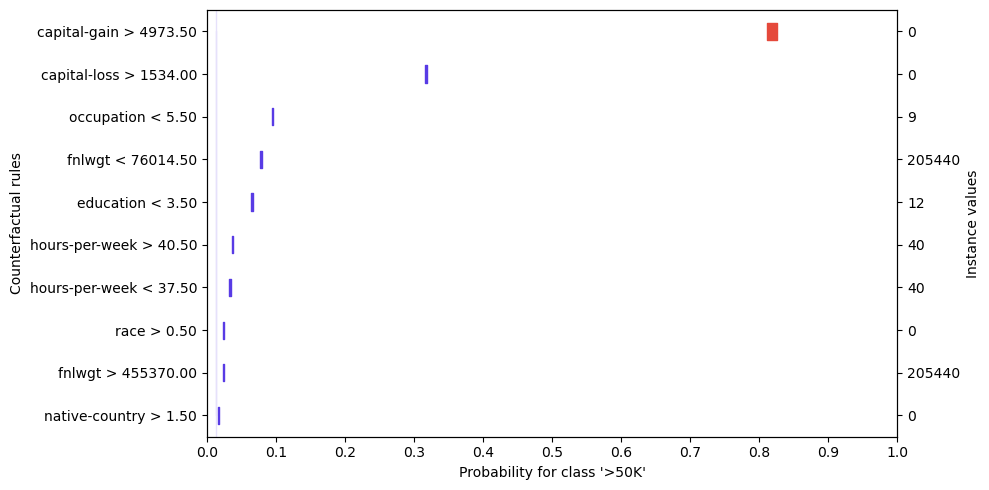 capital-gain > 4973.50 0
capital-loss > 1534.00 0
occupation < 5.50 9
fnlwgt < 76014.50 205440
education < 3.50 12
hours-per-week > 40.50 40
hours-per-week < 37.50 40
race > 0.50 0
fnlwgt > 455370.00 205440
native-country > 1.50 0
Counterfactual rules
Instance values
0.0 0.1 0.2 0.3 0.4 0.5 0.6 0.7 0.8 0.9 1.0
Probability for class '>50K'